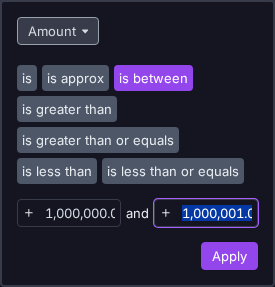 Amount
is is approx is between
is greater than
is greater than or equals
is less than is less than or equals
+ 1,000,000.0 and + 1,000,001.0
Apply